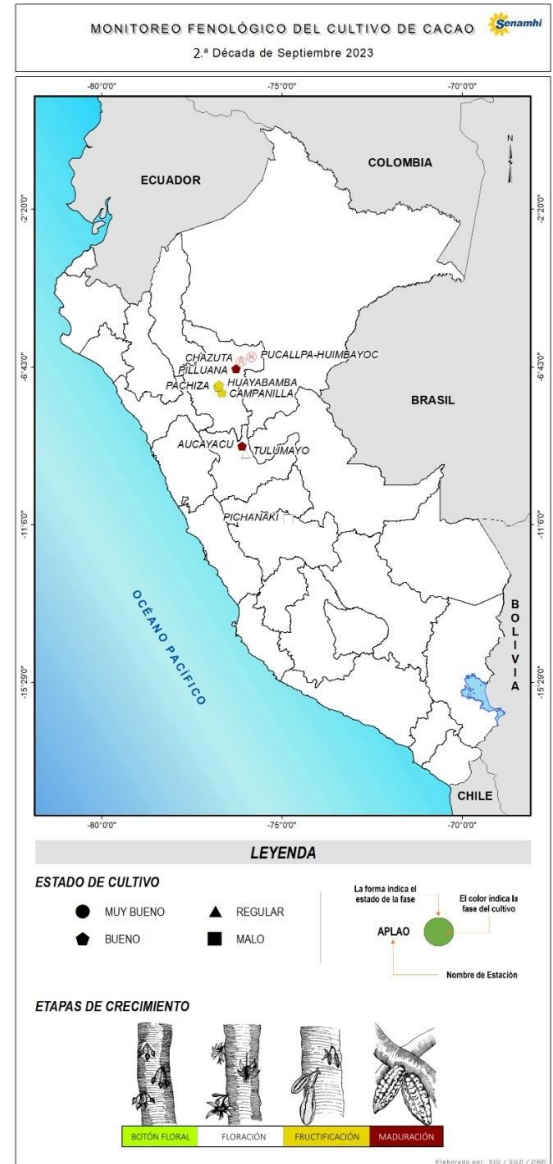 MONITOREO FENOLÓGICO DEL CULTIVO DE CACAO
Senamhi
2.ª Década de Septiembre 2023
-80°0'0"
-75°0'0"
-70°0'0"
N
COLOMBIA
ECUADOR
-2°20'0"
CHAZUTA
PUCALLPA-HUIMBAYOC
PILLUANA
-6°43'0"
-6°43'0"
PACHIZA
HUAYABAMBA
CAMPANILLA
BRASIL
AUCAYACU
TULUMAYO
PICHANAKI
-11°6'0"
-11°6'0"
OCÉANO PACÍFICO
BOLIVIA
-15°29'0"
-15°29'0"
CHILE
-80°0'0"
-75°0'0"
-70°0'0"
LEYENDA
ESTADO DE CULTIVO
MUY BUENO
REGULAR
BUENO
MALO
La forma indica el
estado de la fase
El color indica la
fase del cultivo
APLAO
Nombre de Estación
ETAPAS DE CRECIMIENTO
BOTÓN FLORAL
FLORACIÓN
FRUCTIFICACIÓN
MADURACIÓN
Elaborado por: SIG / SGD / DRD